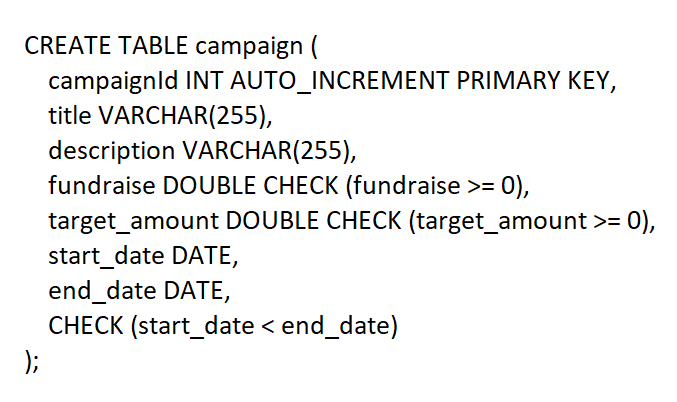 CREATE TABLE campaign (
campaignId INT AUTO_INCREMENT PRIMARY KEY,
title VARCHAR(255),
description VARCHAR(255),
fundraise DOUBLE CHECK (fundraise >= 0),
target_amount DOUBLE CHECK (target_amount >= 0),
start_date DATE,
end_date DATE,
CHECK (start_date < end_date)
);